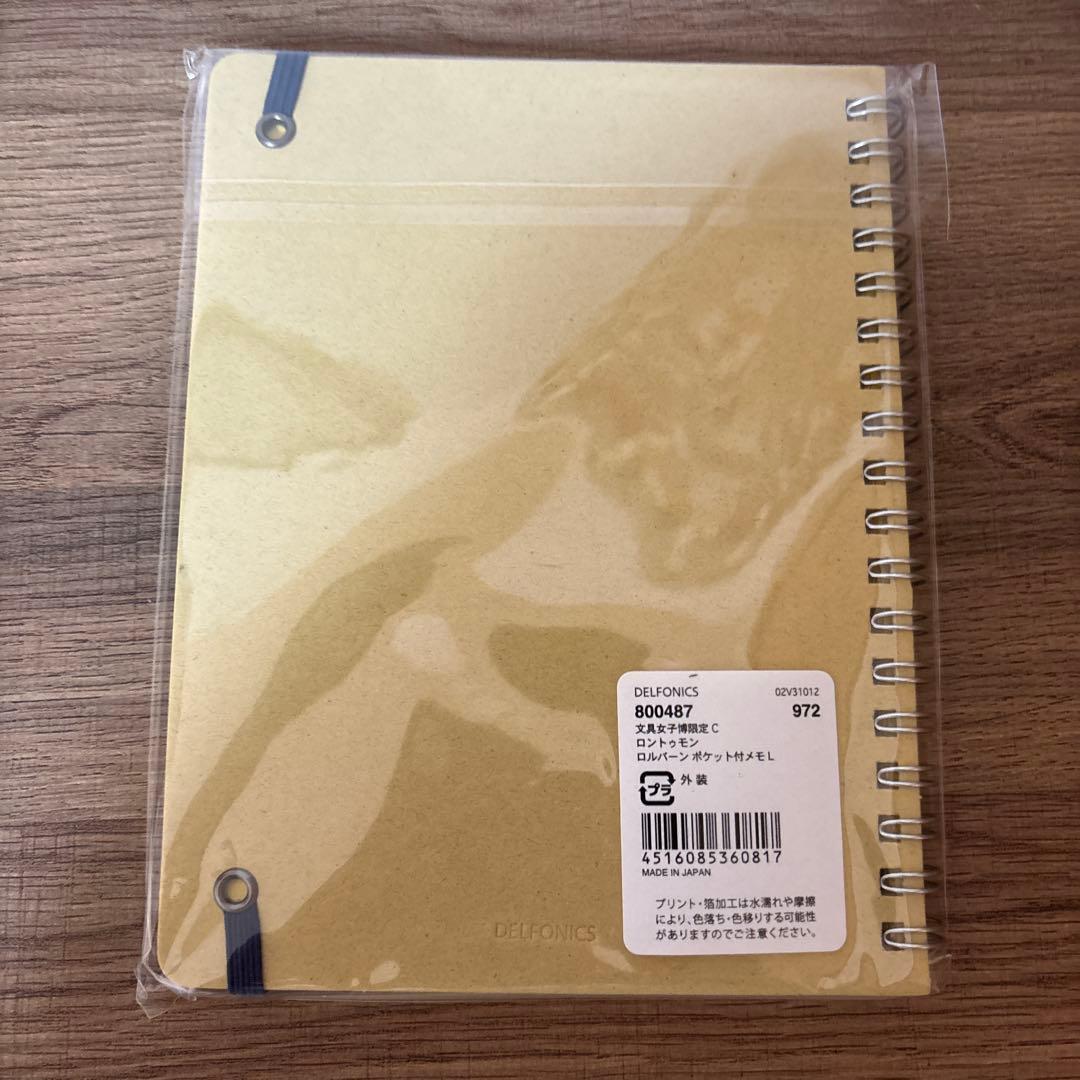 DELFONICS 02V31012
800487 972
文具女子博限定 C
ロントゥモン
ロルバーン ポケット付メモ L
プラ 外装
4516085360817
MADE IN JAPAN
プリント・箔加工は水濡れや摩擦
により、色落ち・色移りする可能性
がありますのでご注意ください。
DELFONICS